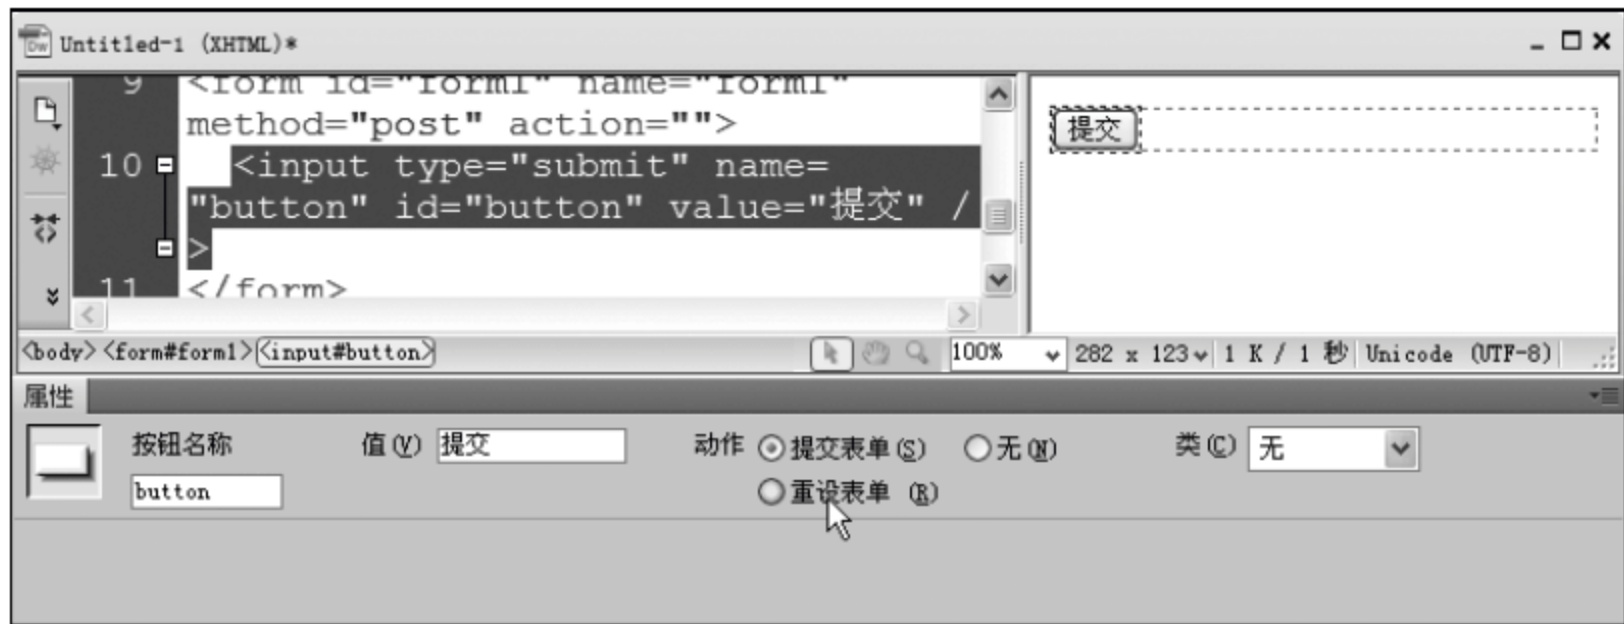 Untitled-1 (XHTML)*
9 <form id="form1" name="form1"
method="post" action="">
10 <input type="submit" name=
"button" id="button" value="提交" /
>
11 </form>
提交
<body> <form#form1> <input#button>
100% 282 x 123 1 K / 1 秒 Unicode (UTF-8)
属性
按钮名称 值(V) 提交 动作 提交表单(S) 无(N) 类(C) 无
button 重设表单 (R)